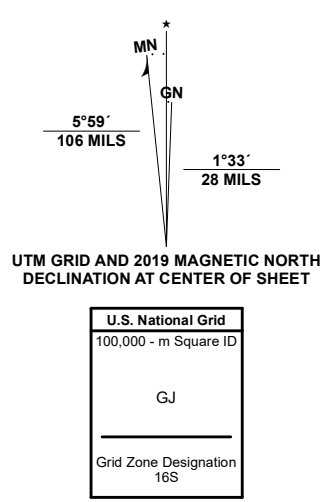 ★
MN
GN
5°59´
106 MILS
1°33´
28 MILS
UTM GRID AND 2019 MAGNETIC NORTH
DECLINATION AT CENTER OF SHEET
U.S. National Grid
100,000 - m Square ID
GJ
Grid Zone Designation
16S